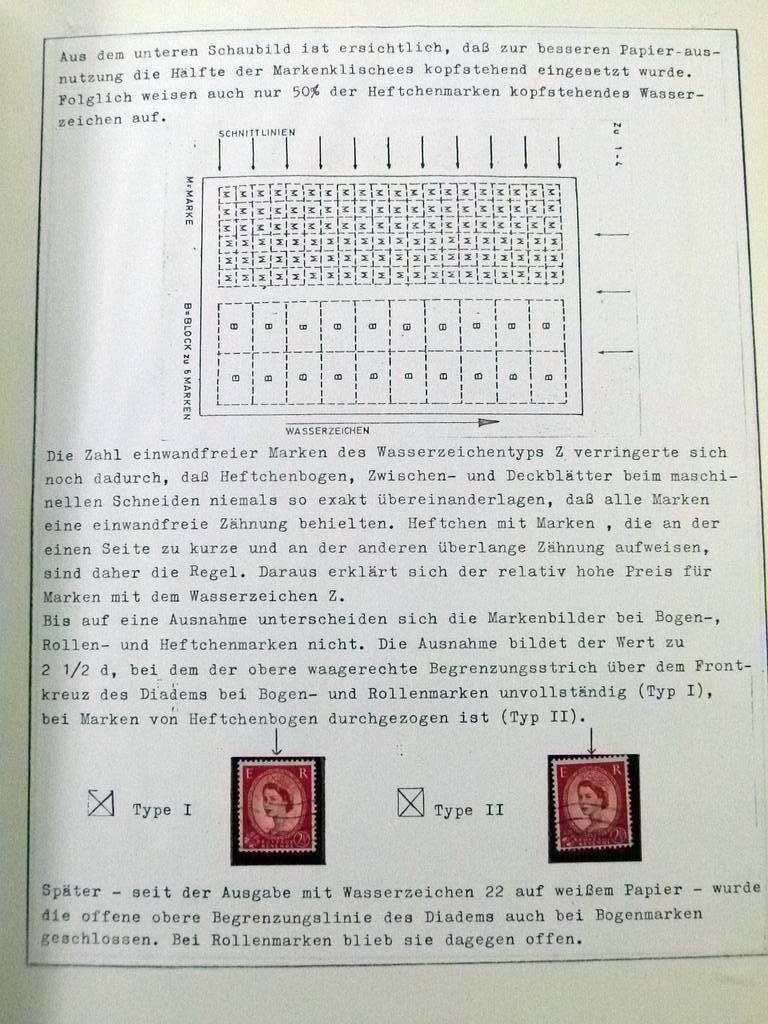 Aus dem unteren Schaubild ist ersichtlich, daß zur besseren Papier-aus-
nutzung die Hälfte der Markenklischees kopfstehend eingesetzt wurde.
Folglich weisen auch nur 50% der Heftchenmarken kopfstehendes Wasser-
zeichen auf.
SCHNITTLINIEN
Zu 1-4
M=MARKE
M M M M M M M M M M M M M M M M M M M M
M M M M M M M M M M M M M M M M M M M M
M M M M M M M M M M M M M M M M M M M M
M M M M M M M M M M M M M M M M M M M M
M M M M M M M M M M M M M M M M M M M M
M M M M M M M M M M M M M M M M M M M M
B=BLOCK zu 6 MARKEN
B B B B B B B B B B
B B B B B B B B B B
WASSERZEICHEN
Die Zahl einwandfreier Marken des Wasserzeichentyps Z verringerte sich
noch dadurch, daß Heftchenbogen, Zwischen- und Deckblätter beim maschi-
nellen Schneiden niemals so exakt übereinanderlagen, daß alle Marken
eine einwandfreie Zähnung behielten. Heftchen mit Marken , die an der
einen Seite zu kurze und an der anderen überlange Zähnung aufweisen,
sind daher die Regel. Daraus erklärt sich der relativ hohe Preis für
Marken mit dem Wasserzeichen Z.
Bis auf eine Ausnahme unterscheiden sich die Markenbilder bei Bogen-,
Rollen- und Heftchenmarken nicht. Die Ausnahme bildet der Wert zu
2 1/2 d, bei dem der obere waagerechte Begrenzungsstrich über dem Front-
kreuz des Diadems bei Bogen- und Rollenmarken unvollständig (Typ I),
bei Marken von Heftchenbogen durchgezogen ist (Typ II).
Type I
E R
Type II
E R
Später - seit der Ausgabe mit Wasserzeichen 22 auf weißem Papier - wurde
die offene obere Begrenzungslinie des Diadems auch bei Bogenmarken
geschlossen. Bei Rollenmarken blieb sie dagegen offen.